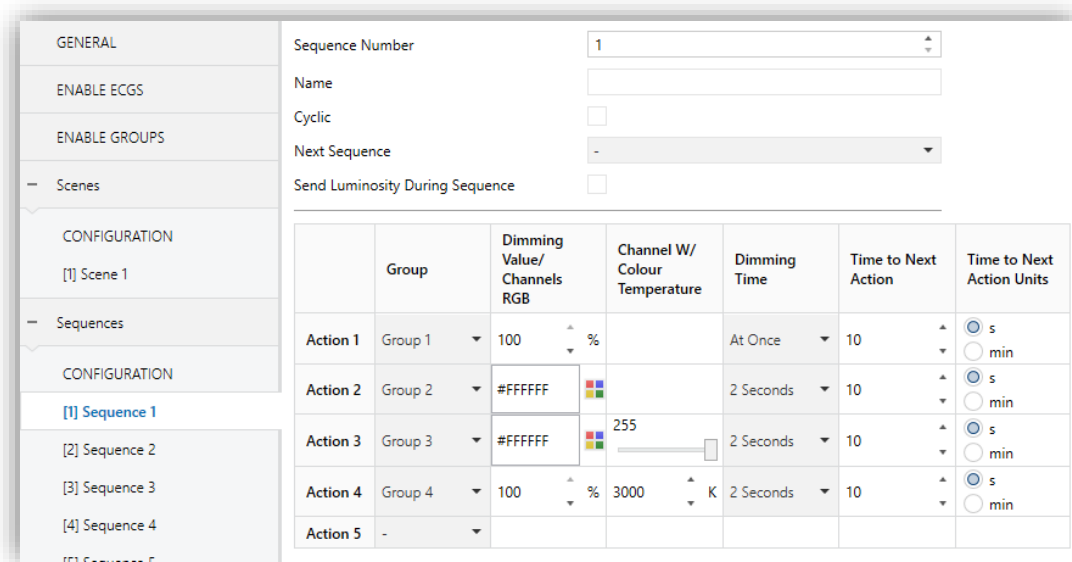 GENERAL
ENABLE ECGS
ENABLE GROUPS
− Scenes
CONFIGURATION
[1] Scene 1
− Sequences
CONFIGURATION
[1] Sequence 1
[2] Sequence 2
[3] Sequence 3
[4] Sequence 4
Sequence Number 1
Name
Cyclic
Next Sequence -
Send Luminosity During Sequence
Group
Dimming
Value/
Channels
RGB
Channel W/
Colour
Temperature
Dimming
Time
Time to Next
Action
Time to Next
Action Units
Action 1 Group 1 100 % At Once 10 s
min
Action 2 Group 2 #FFFFFF 2 Seconds 10 s
min
Action 3 Group 3 #FFFFFF 255 2 Seconds 10 s
min
Action 4 Group 4 100 % 3000 K 2 Seconds 10 s
min
Action 5 -